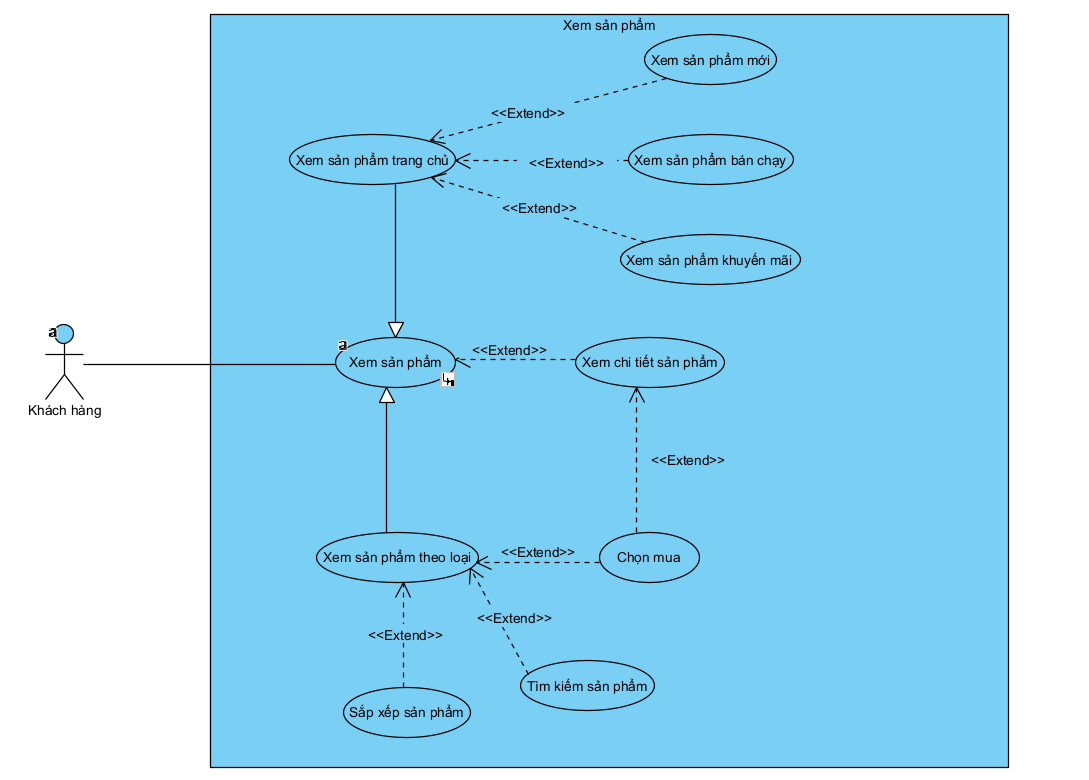 Xem sản phẩm
Xem sản phẩm mới
<<Extend>>
Xem sản phẩm trang chủ
<<Extend>>
Xem sản phẩm bán chạy
<<Extend>>
Xem sản phẩm khuyến mãi
a
Khách hàng
a
Xem sản phẩm
<<Extend>>
Xem chi tiết sản phẩm
<<Extend>>
Xem sản phẩm theo loại
<<Extend>>
Chọn mua
<<Extend>>
<<Extend>>
Tìm kiếm sản phẩm
Sắp xếp sản phẩm